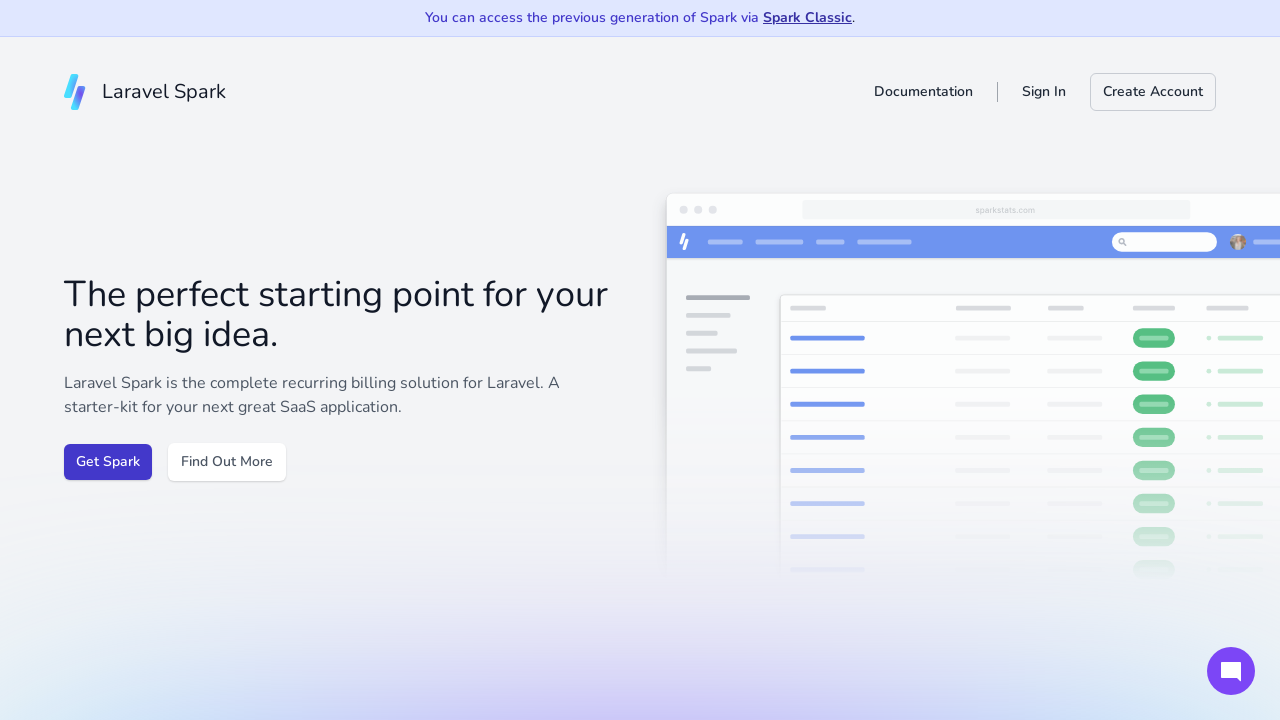 You can access the previous generation of Spark via Spark Classic.
Laravel Spark
Documentation
Sign In
Create Account
sparkstats.com
The perfect starting point for your
next big idea.
Laravel Spark is the complete recurring billing solution for Laravel. A
starter-kit for your next great SaaS application.
Get Spark
Find Out More